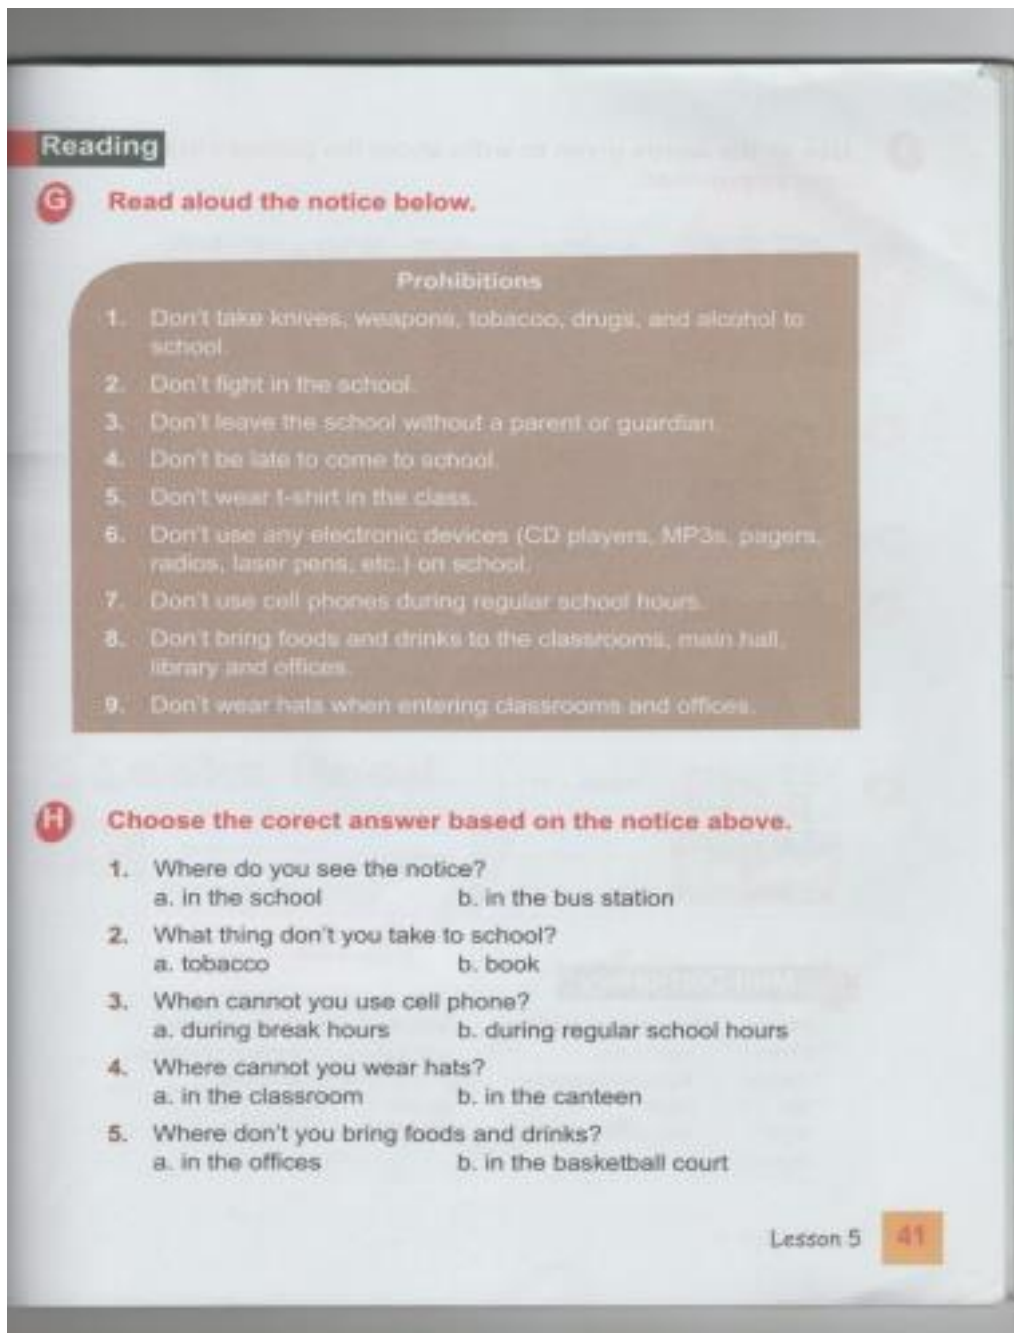 Reading
G Read aloud the notice below.
Prohibitions
1. Don't take knives, weapons, tobacco, drugs, and alcohol to
school.
2. Don't fight in the school.
3. Don't leave the school without a parent or guardian.
4. Don't be late to come to school.
5. Don't wear t-shirt in the class.
6. Don't use any electronic devices (CD players, MP3s, pagers,
radios, laser pens, etc.) on school.
7. Don't use cell phones during regular school hours.
8. Don't bring foods and drinks to the classrooms, main hall,
library and offices.
9. Don't wear hats when entering classrooms and offices.
H Choose the corect answer based on the notice above.
1. Where do you see the notice?
a. in the school b. in the bus station
2. What thing don't you take to school?
a. tobacco b. book
3. When cannot you use cell phone?
a. during break hours b. during regular school hours
4. Where cannot you wear hats?
a. in the classroom b. in the canteen
5. Where don't you bring foods and drinks?
a. in the offices b. in the basketball court
Lesson 5 41